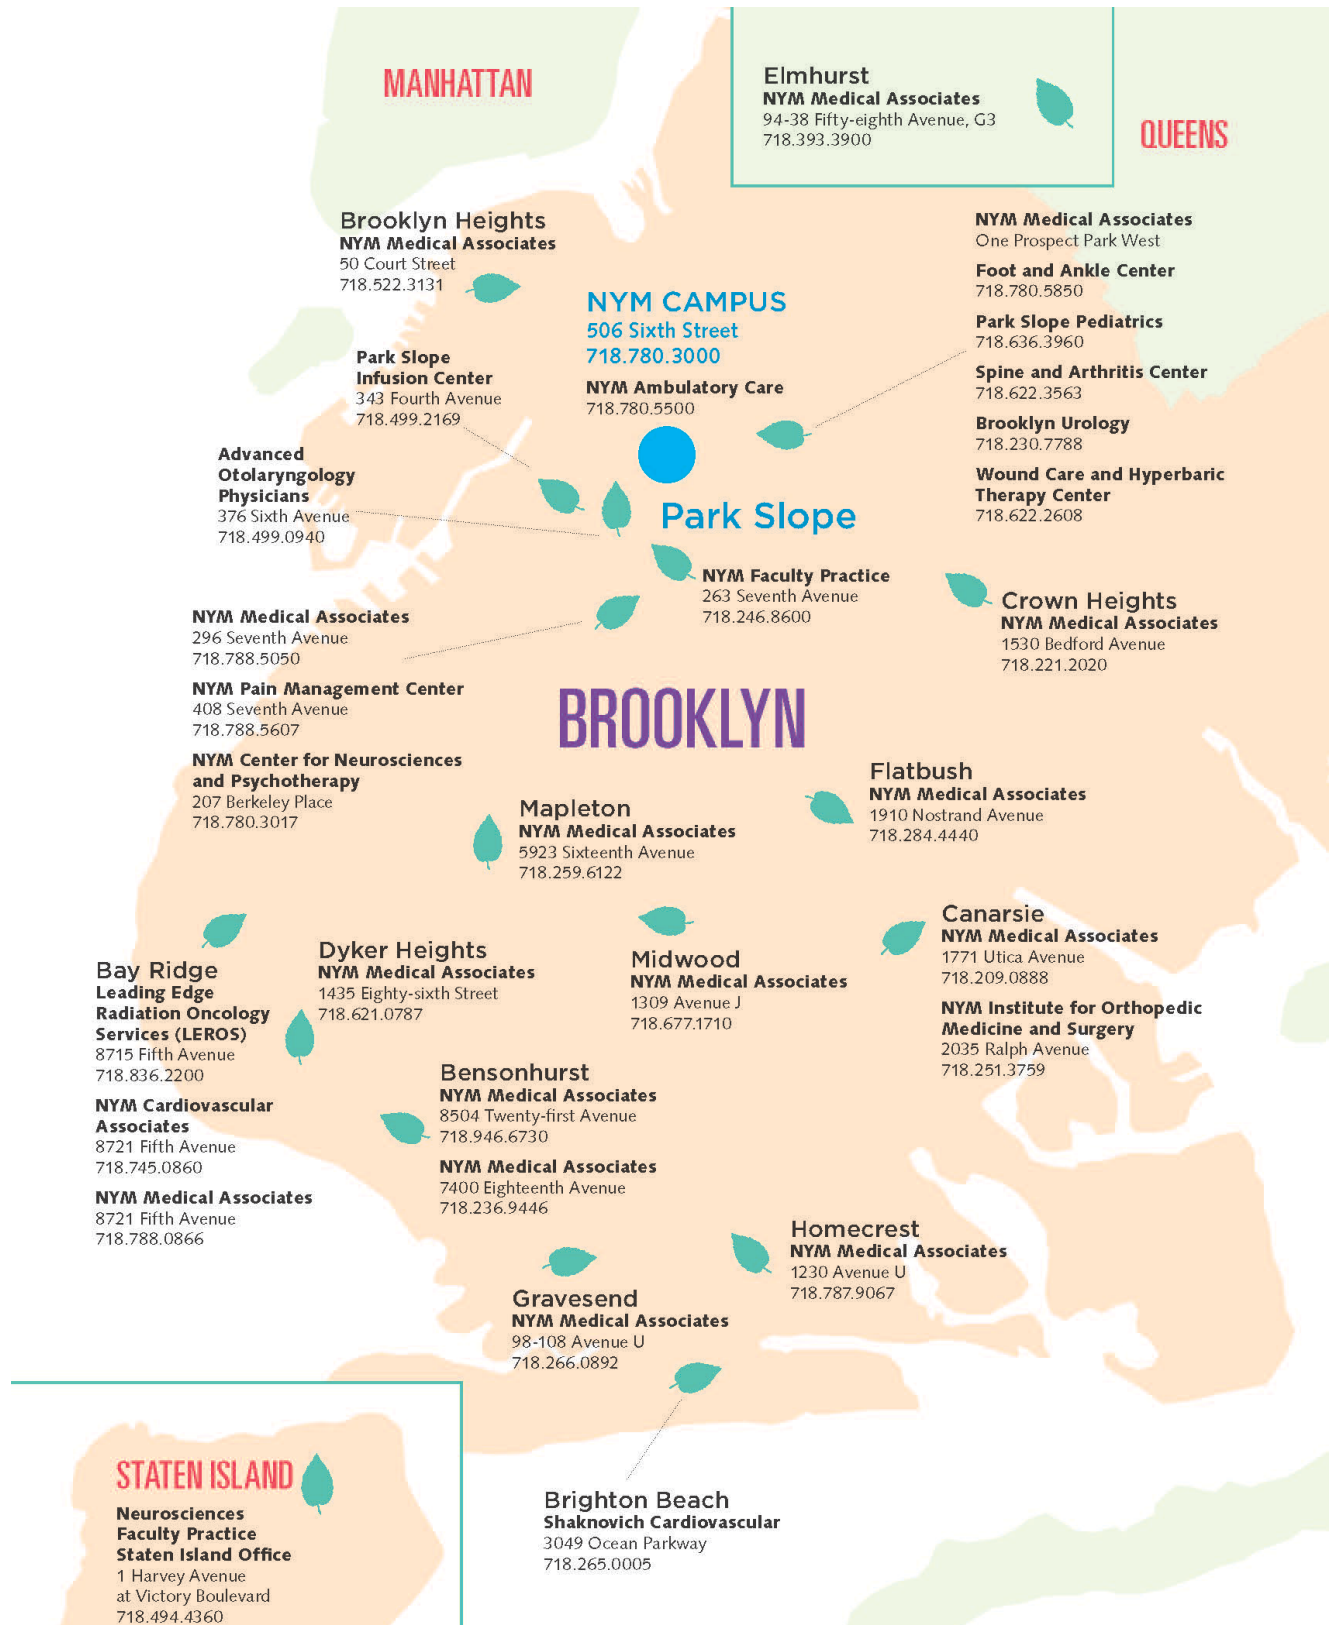 MANHATTAN
Elmhurst
NYM Medical Associates
94-38 Fifty-eighth Avenue, G3
718.393.3900
QUEENS
Brooklyn Heights
NYM Medical Associates
50 Court Street
718.522.3131
NYM CAMPUS
506 Sixth Street
718.780.3000
NYM Ambulatory Care
718.780.5500
NYM Medical Associates
One Prospect Park West
Foot and Ankle Center
718.780.5850
Park Slope Pediatrics
718.636.3960
Spine and Arthritis Center
718.622.3563
Brooklyn Urology
718.230.7788
Wound Care and Hyperbaric
Therapy Center
718.622.2608
Park Slope
Infusion Center
343 Fourth Avenue
718.499.2169
Advanced
Otolaryngology
Physicians
376 Sixth Avenue
718.499.0940
Park Slope
NYM Faculty Practice
263 Seventh Avenue
718.246.8600
Crown Heights
NYM Medical Associates
1530 Bedford Avenue
718.221.2020
NYM Medical Associates
296 Seventh Avenue
718.788.5050
NYM Pain Management Center
408 Seventh Avenue
718.788.5607
NYM Center for Neurosciences
and Psychotherapy
207 Berkeley Place
718.780.3017
BROOKLYN
Flatbush
NYM Medical Associates
1910 Nostrand Avenue
718.284.4440
Mapleton
NYM Medical Associates
5923 Sixteenth Avenue
718.259.6122
Canarsie
NYM Medical Associates
1771 Utica Avenue
718.209.0888
NYM Institute for Orthopedic
Medicine and Surgery
2035 Ralph Avenue
718.251.3759
Midwood
NYM Medical Associates
1309 Avenue J
718.677.1710
Dyker Heights
NYM Medical Associates
1435 Eighty-sixth Street
718.621.0787
Bay Ridge
Leading Edge
Radiation Oncology
Services (LEROS)
8715 Fifth Avenue
718.836.2200
NYM Cardiovascular
Associates
8721 Fifth Avenue
718.745.0860
NYM Medical Associates
8721 Fifth Avenue
718.788.0866
Bensonhurst
NYM Medical Associates
8504 Twenty-first Avenue
718.946.6730
NYM Medical Associates
7400 Eighteenth Avenue
718.236.9446
Homecrest
NYM Medical Associates
1230 Avenue U
718.787.9067
Gravesend
NYM Medical Associates
98-108 Avenue U
718.266.0892
Brighton Beach
Shaknovich Cardiovascular
3049 Ocean Parkway
718.265.0005
STATEN ISLAND
Neurosciences
Faculty Practice
Staten Island Office
1 Harvey Avenue
at Victory Boulevard
718.494.4360